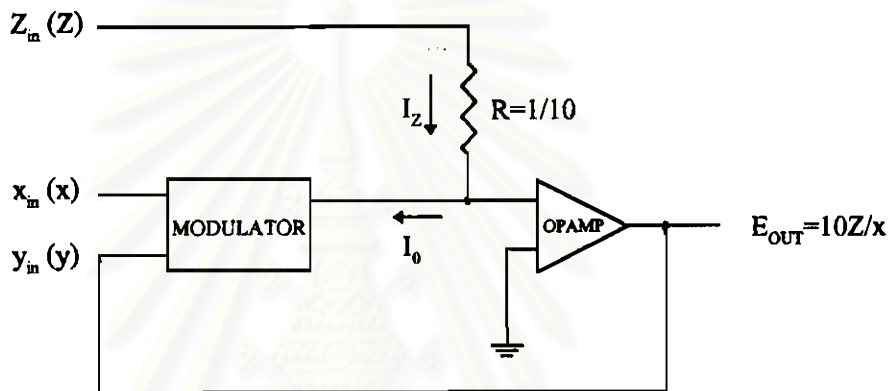 Z_in (Z)
I_Z
R=1/10
x_in (x)
MODULATOR
OPAMP
E_OUT=10Z/x
y_in (y)
I_0